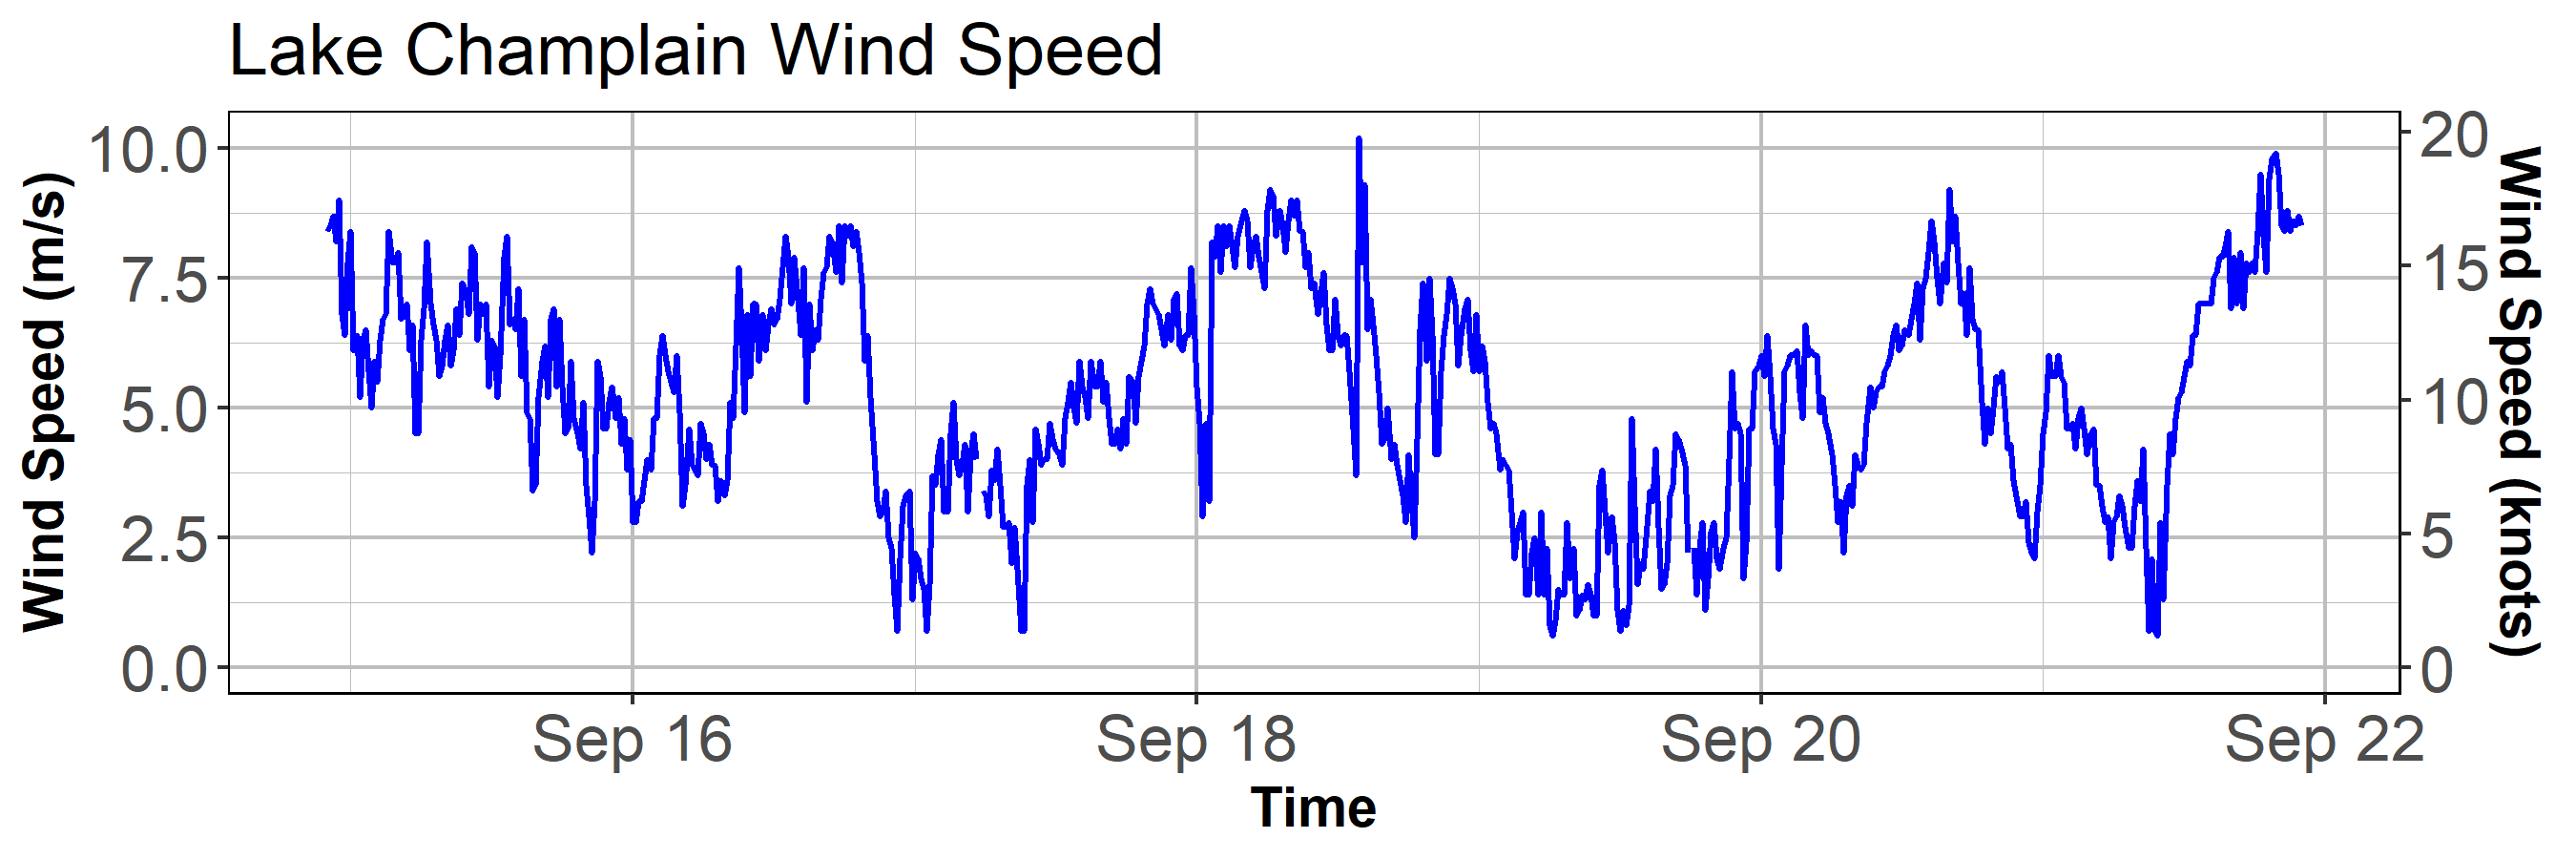 Lake Champlain Wind Speed
Wind Speed (m/s)
10.0
7.5
5.0
2.5
0.0
20
15
10
5
0
Wind Speed (knots)
Sep 16
Sep 18
Sep 20
Sep 22
Time